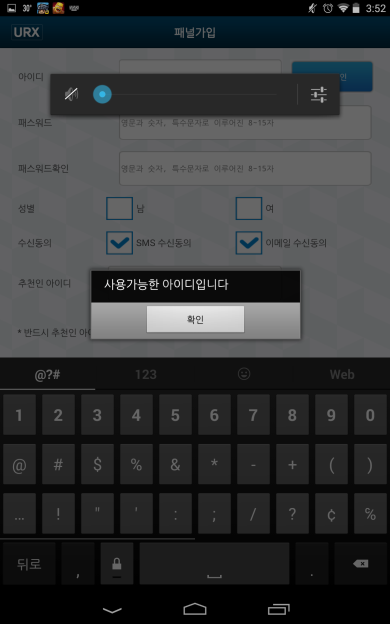 30°
3:52
URX
패널가입
아이디
패스워드
영문과 숫자, 특수문자로 이루어진 8-15자
패스워드확인
영문과 숫자, 특수문자로 이루어진 8-15자
성별
남
여
수신동의
SMS 수신동의
이메일 수신동의
추천인 아이디
사용가능한 아이디입니다
확인
* 반드시 추천인
@?#
123
Web
1 2 3 4 5 6 7 8 9 0
@ # $ % & * - + ( )
... ! " ' : ; / ? ¢ %
뒤로 , .